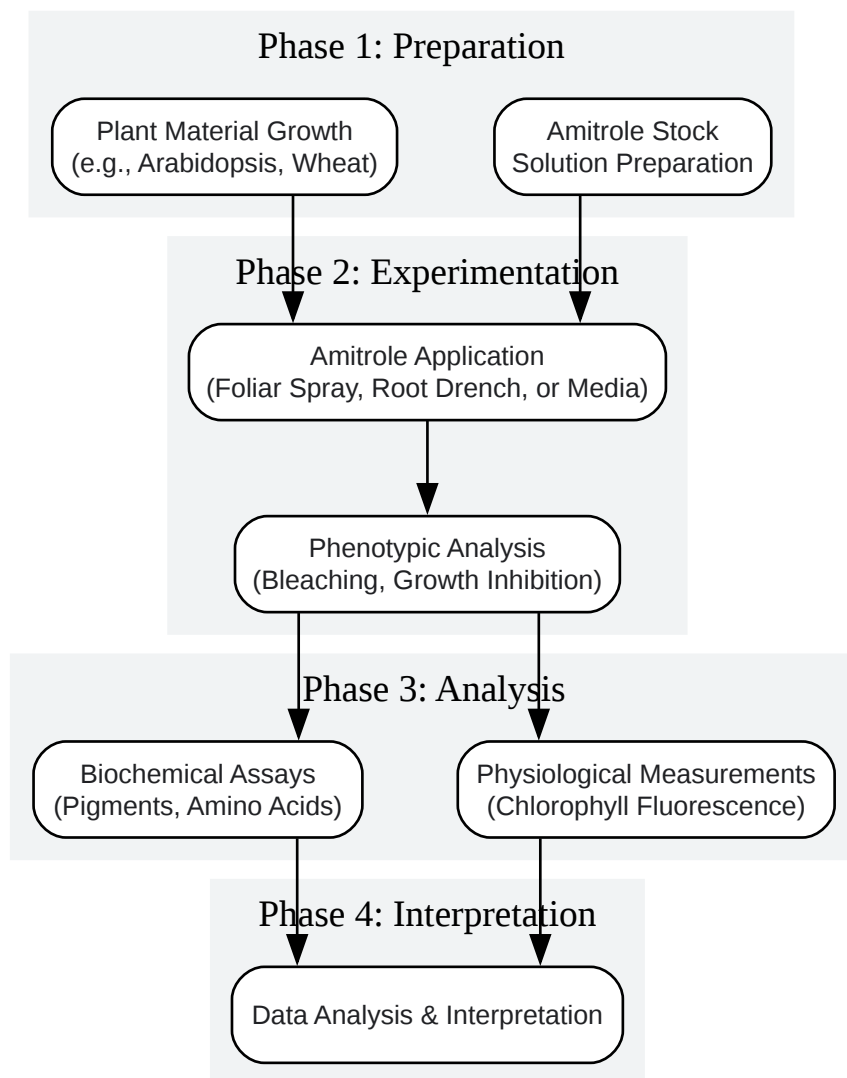 Phase 1: Preparation
Plant Material Growth
(e.g., Arabidopsis, Wheat)
Amitrole Stock
Solution Preparation
Phase 2: Experimentation
Amitrole Application
(Foliar Spray, Root Drench, or Media)
Phenotypic Analysis
(Bleaching, Growth Inhibition)
Phase 3: Analysis
Biochemical Assays
(Pigments, Amino Acids)
Physiological Measurements
(Chlorophyll Fluorescence)
Phase 4: Interpretation
Data Analysis & Interpretation